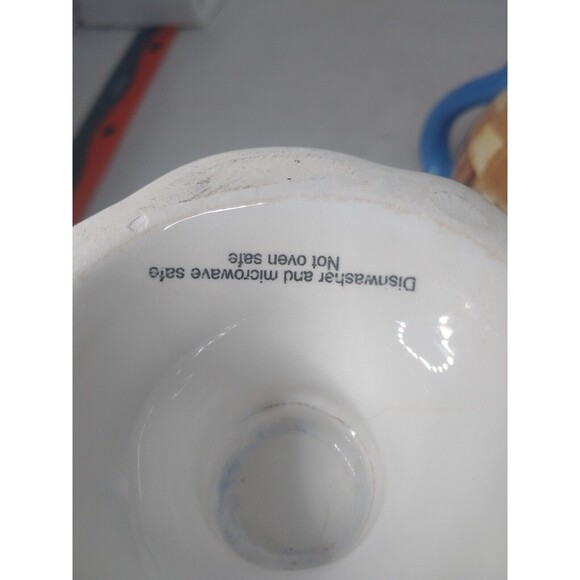 Dishwasher and microwave safe
Not oven safe